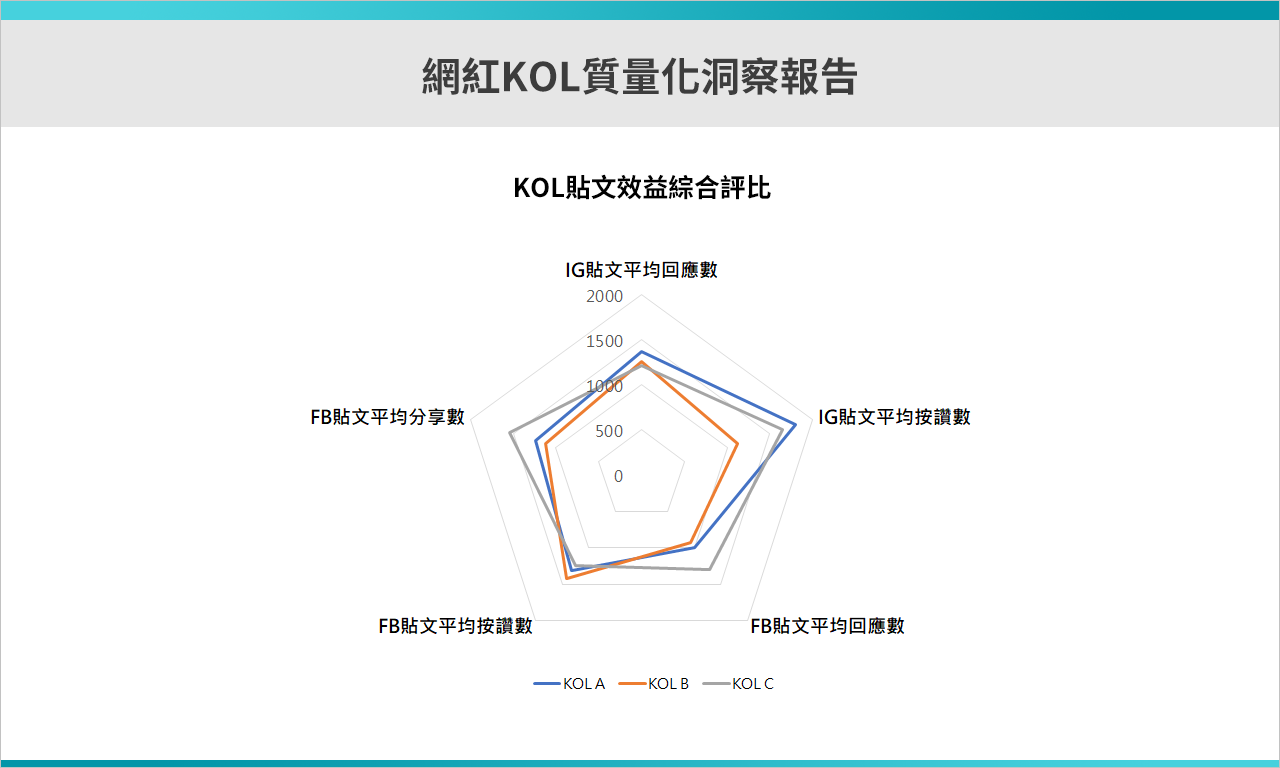 網紅KOL質量化洞察報告
KOL貼文效益綜合評比
IG貼文平均回應數
2000
1500
1000
500
0
FB貼文平均分享數
IG貼文平均按讚數
FB貼文平均按讚數
FB貼文平均回應數
KOL A KOL B KOL C